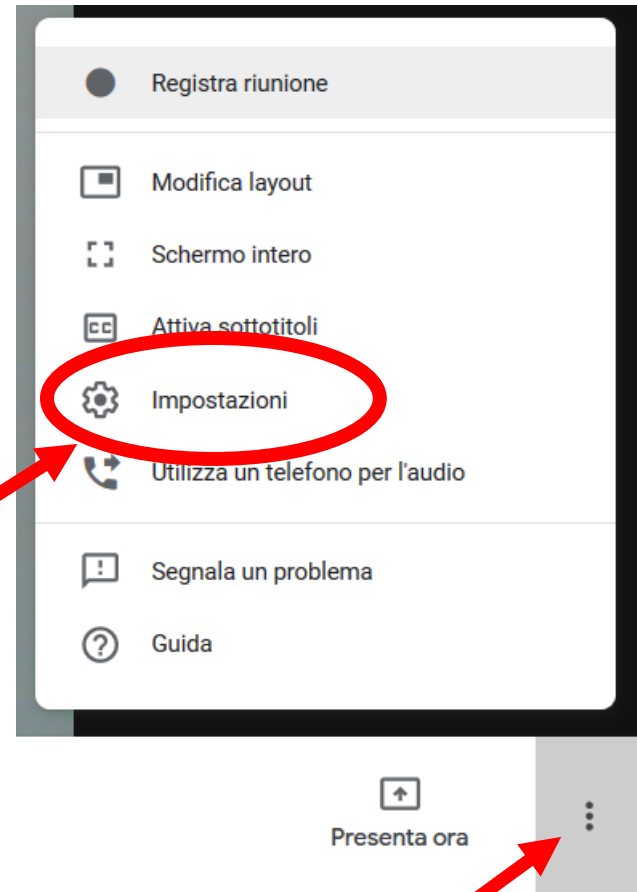 Registra riunione
Modifica layout
Schermo intero
CC
Attiva sottotitoli
Impostazioni
Utilizza un telefono per l'audio
Segnala un problema
Guida
Presenta ora